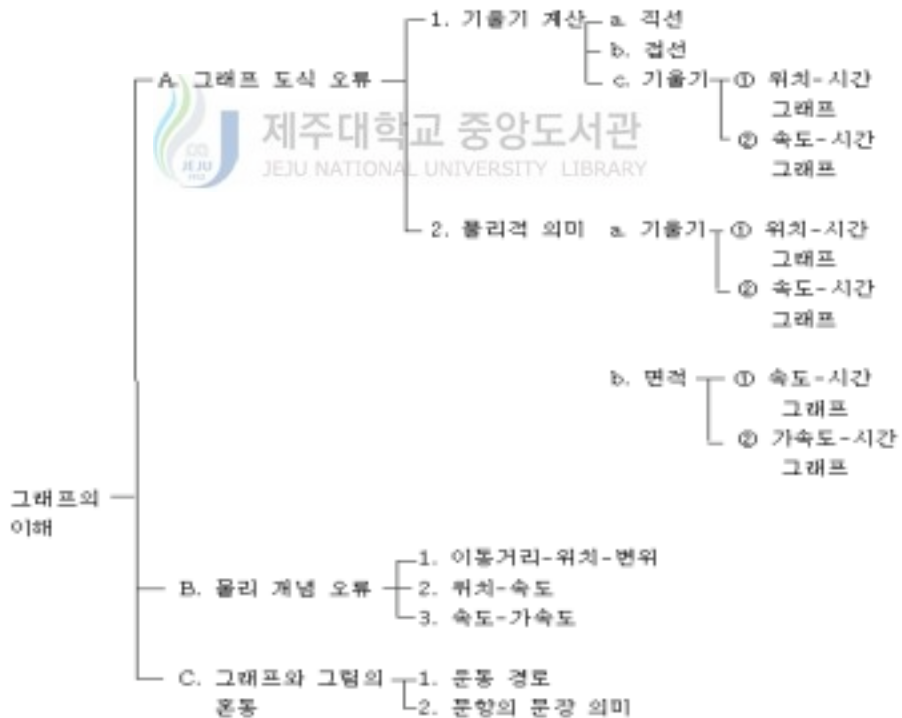 1. 기울기 계산
a. 직선
b. 접선
A. 그래프 도식 오류
c. 기울기
① 위치-시간
그래프
② 속도-시간
그래프
제주대학교 중앙도서관
JEJU NATIONAL UNIVERSITY LIBRARY
JEJU
1952
2. 물리적 의미
a. 기울기
① 위치-시간
그래프
② 속도-시간
그래프
b. 면적
① 속도-시간
그래프
② 가속도-시간
그래프
그래프의
이해
1. 이동거리-위치-변위
B. 물리 개념 오류
2. 위치-속도
3. 속도-가속도
C. 그래프와 그림의
혼동
1. 운동 경로
2. 문항의 문장 의미